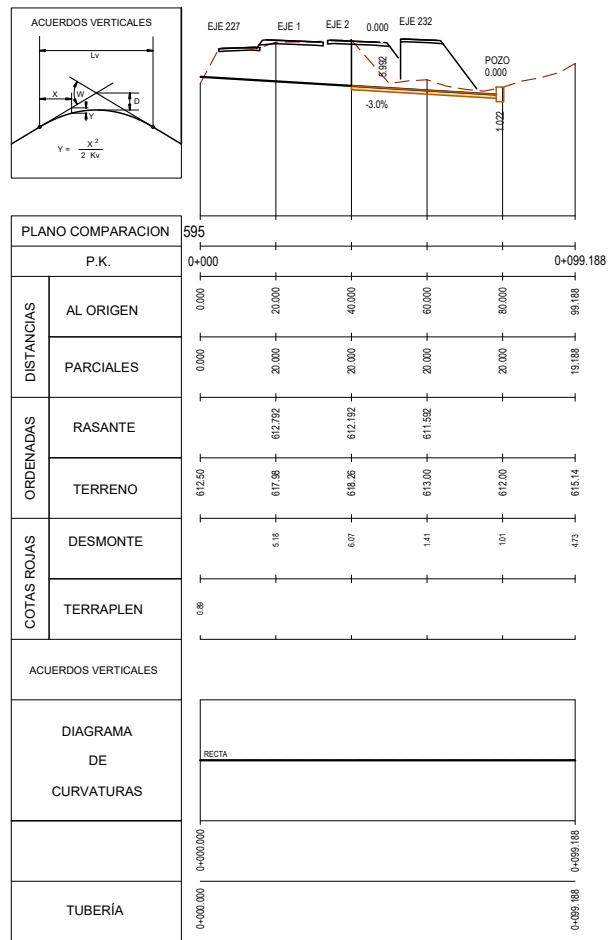 ACUERDOS VERTICALES
Lv
X
W
D
Y
Y = X² / 2 Kv
EJE 227
EJE 1
EJE 2
0.000
EJE 232
5.992
POZO
0.000
-3.0%
1.022
PLANO COMPARACION 595
P.K. 0+000 0+099.188
DISTANCIAS
AL ORIGEN 0.000 20.000 40.000 60.000 80.000 99.188
PARCIALES 0.000 20.000 20.000 20.000 20.000 19.188
ORDENADAS
RASANTE 612.792 612.192 611.592
TERRENO 612.50 617.98 618.26 613.00 612.00 615.14
COTAS ROJAS
DESMONTE 5.18 6.07 1.41 1.01 4.73
TERRAPLEN 0.89
ACUERDOS VERTICALES
DIAGRAMA
DE
CURVATURAS
RECTA
0+000.000 0+099.188
TUBERÍA 0+000.000 0+099.188